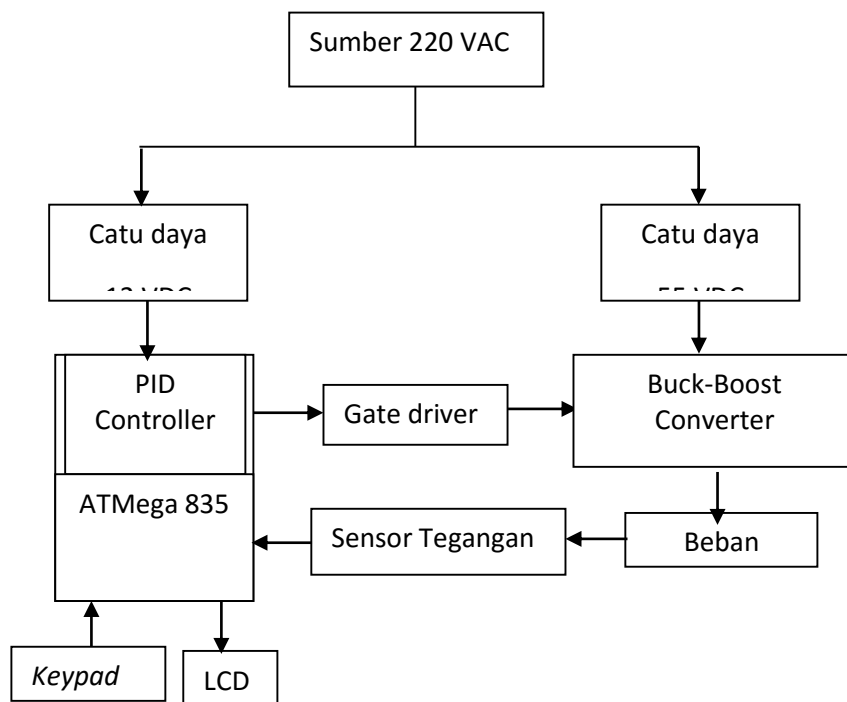 Sumber 220 VAC
Catu daya
Catu daya
PID
Controller
Gate driver
Buck-Boost
Converter
ATMega 835
Sensor Tegangan
Beban
Keypad
LCD